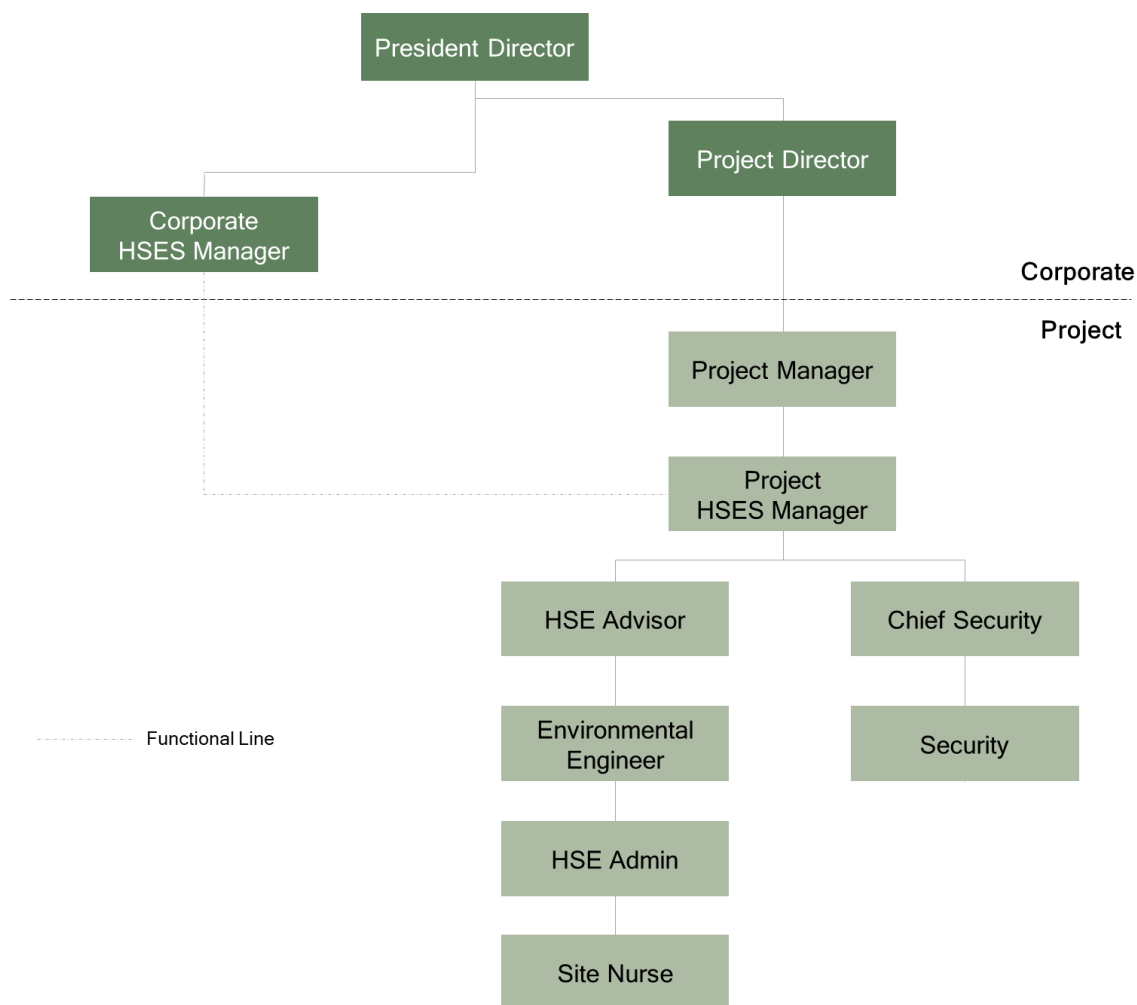 President Director
Project Director
Corporate
HSES Manager
Corporate
Project
Project Manager
Project
HSES Manager
HSE Advisor
Chief Security
Environmental
Engineer
Security
Functional Line
HSE Admin
Site Nurse